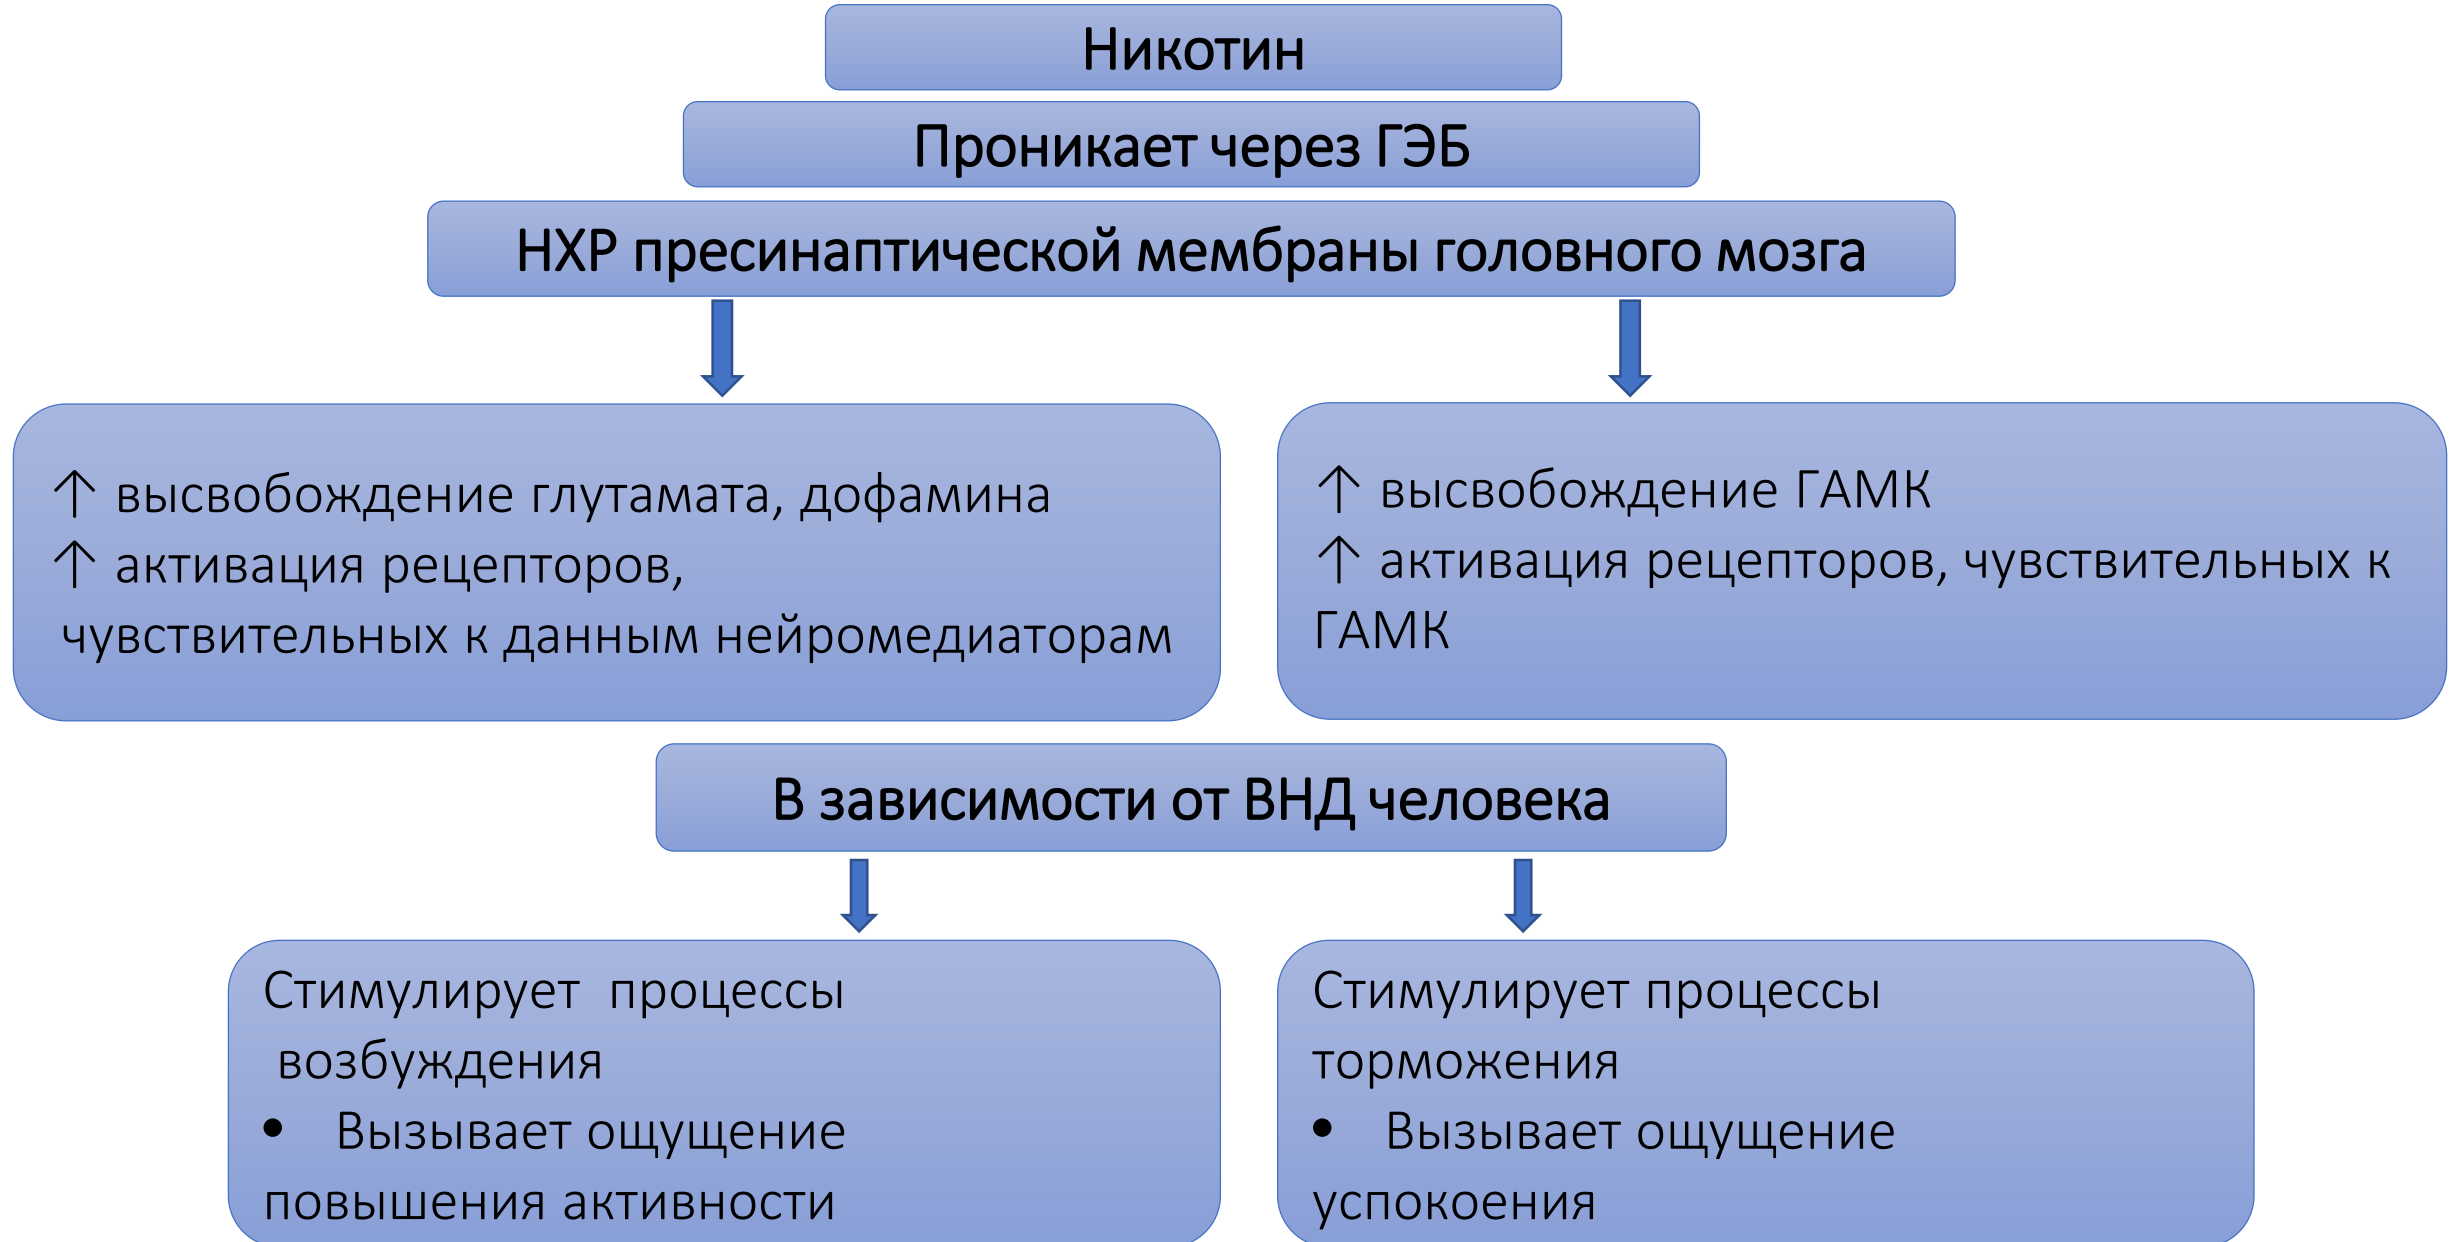 Никотин
Проникает через ГЭБ
НХР пресинаптической мембраны головного мозга
↑ высвобождение глутамата, дофамина
↑ активация рецепторов,
чувствительных к данным нейромедиаторам
↑ высвобождение ГАМК
↑ активация рецепторов, чувствительных к
ГАМК
В зависимости от ВНД человека
Стимулирует процессы
возбуждения
• Вызывает ощущение
повышения активности
Стимулирует процессы
торможения
• Вызывает ощущение
успокоения